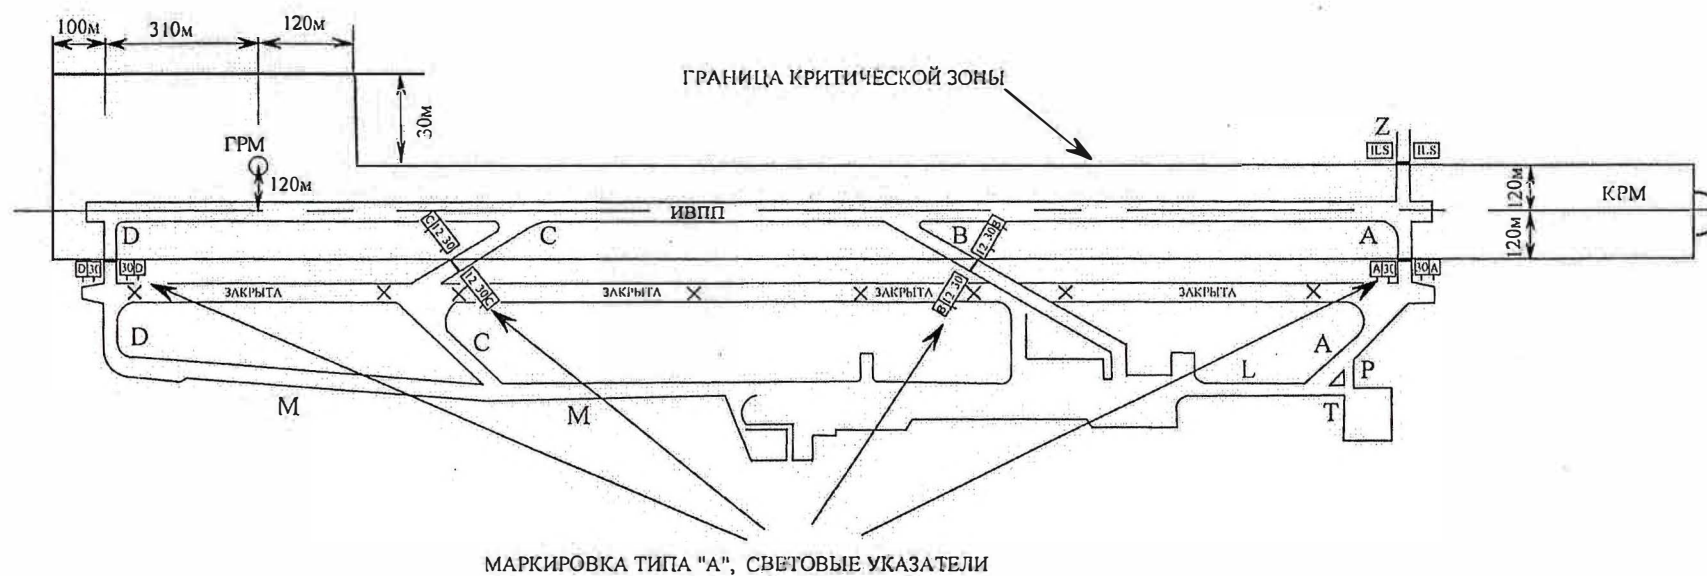 100м 310м 120м
ГРАНИЦА КРИТИЧЕСКОЙ ЗОНЫ
30м
Z
ГРМ
ILS ILS
120м
120м
КРМ
ИВПП
D
C 12 30
C
B
12 30 B
A
120м
D 30
30 D
A 30
30 A
12 30 C
B 12 30
ЗАКРЫТА
ЗАКРЫТА
ЗАКРЫТА
ЗАКРЫТА
D
C
A
L
P
M
M
T
МАРКИРОВКА ТИПА "А", СВЕТОВЫЕ УКАЗАТЕЛИ